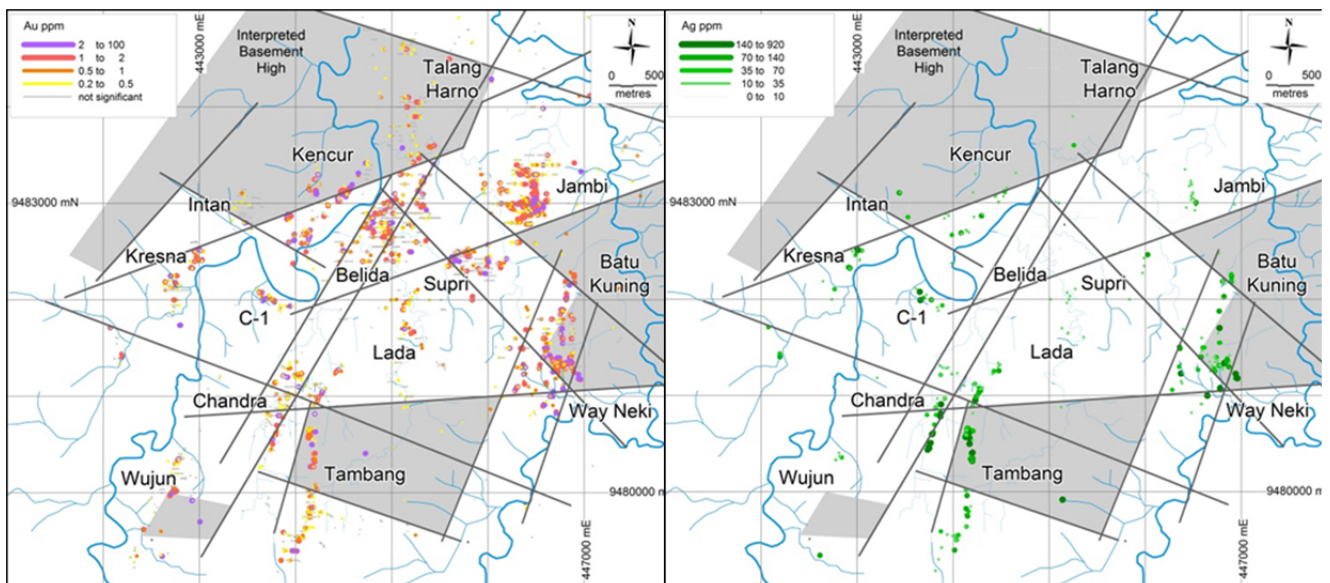 Au ppm
2 to 100
1 to 2
0.5 to 1
0.2 to 0.5
not significant
443000 mE
Interpreted
Basement
High
N
0 500
metres
Talang
Harno
Kencur
Jambi
9483000 mN
Intan
Kresna
Belida
Supri
Batu
Kuning
C-1
Lada
Chandra
Way Neki
Wujun
Tambang
9480000 mN
447000 mE
Ag ppm
140 to 920
70 to 140
35 to 70
10 to 35
0 to 10
443000 mE
Interpreted
Basement
High
N
0 500
metres
Talang
Harno
Kencur
Jambi
9483000 mN
Intan
Kresna
Belida
Supri
Batu
Kuning
C-1
Lada
Chandra
Way Neki
Wujun
Tambang
9480000 mN
447000 mE